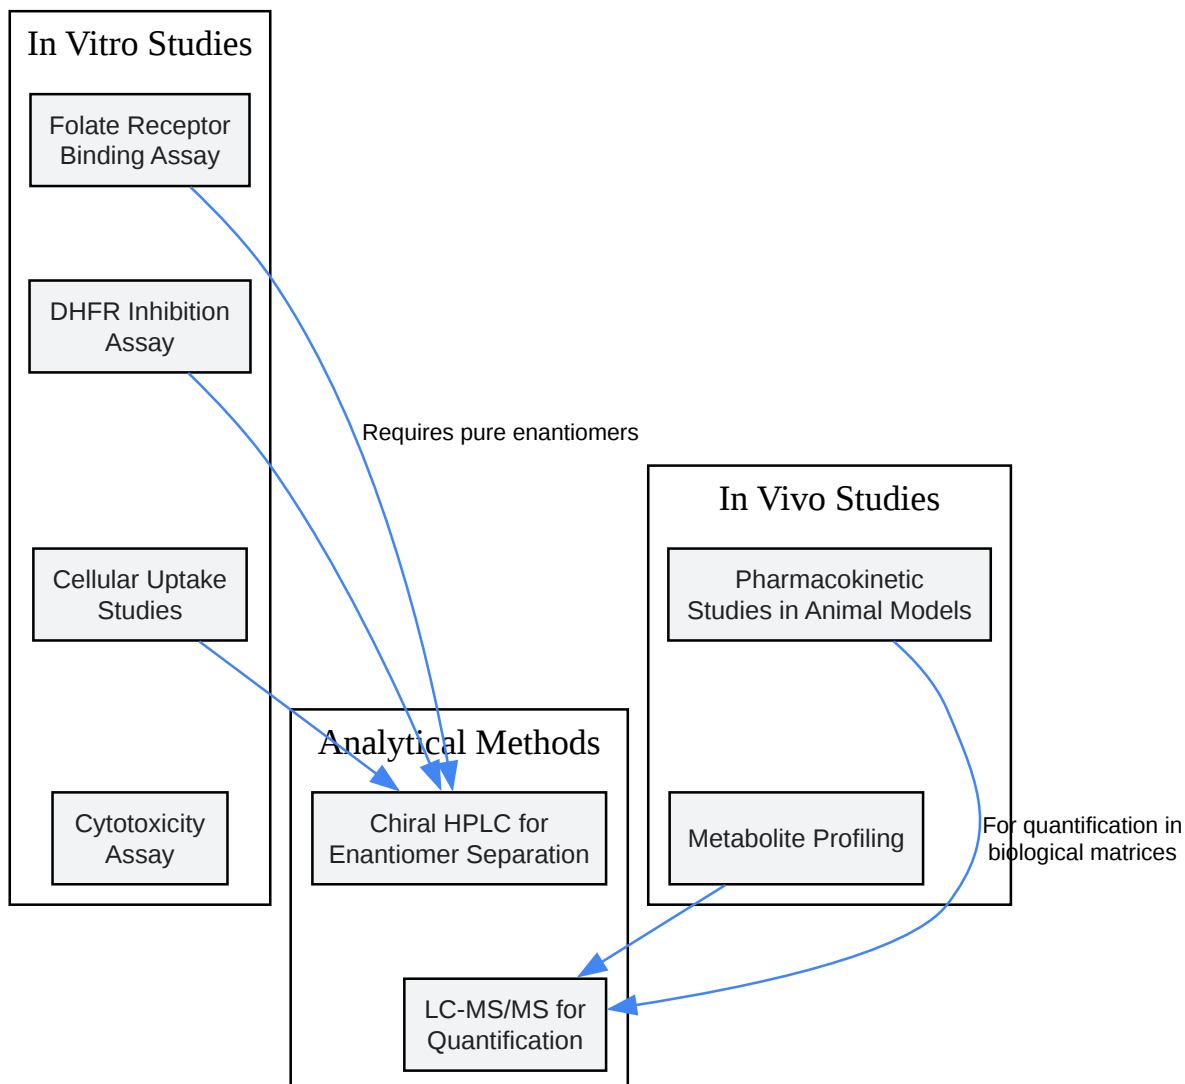 In Vitro Studies
Folate Receptor
Binding Assay
DHFR Inhibition
Assay
Requires pure enantiomers
In Vivo Studies
Cellular Uptake
Studies
Pharmacokinetic
Studies in Animal Models
Analytical Methods
Cytotoxicity
Assay
Chiral HPLC for
Enantiomer Separation
Metabolite Profiling
For quantification in
biological matrices
LC-MS/MS for
Quantification